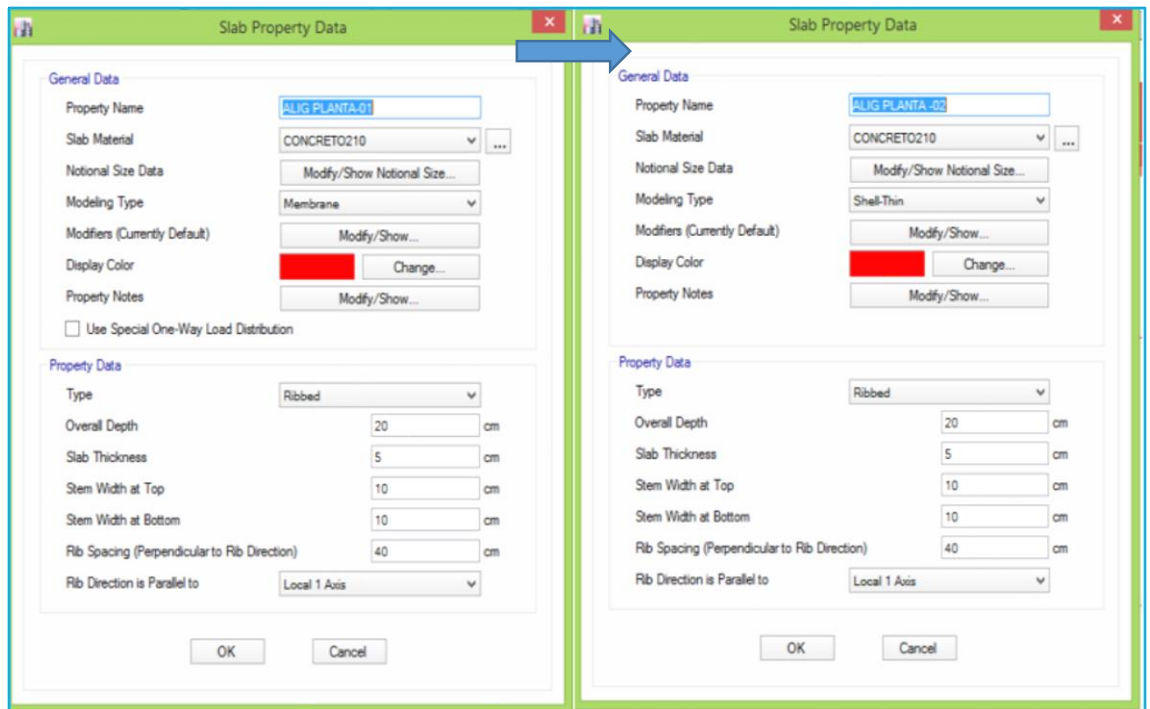 Slab Property Data
General Data
Property Name ALIG PLANTA-01
Slab Material CONCRETO210 ...
Notional Size Data Modify/Show Notional Size...
Modeling Type Membrane
Modifiers (Currently Default) Modify/Show...
Display Color Change...
Property Notes Modify/Show...
Use Special One-Way Load Distribution
Property Data
Type Ribbed
Overall Depth 20 cm
Slab Thickness 5 cm
Stem Width at Top 10 cm
Stem Width at Bottom 10 cm
Rib Spacing (Perpendicular to Rib Direction) 40 cm
Rib Direction is Parallel to Local 1 Axis
OK Cancel
Slab Property Data
General Data
Property Name ALIG PLANTA -02
Slab Material CONCRETO210 ...
Notional Size Data Modify/Show Notional Size...
Modeling Type Shell-Thin
Modifiers (Currently Default) Modify/Show...
Display Color Change...
Property Notes Modify/Show...
Property Data
Type Ribbed
Overall Depth 20 cm
Slab Thickness 5 cm
Stem Width at Top 10 cm
Stem Width at Bottom 10 cm
Rib Spacing (Perpendicular to Rib Direction) 40 cm
Rib Direction is Parallel to Local 1 Axis
OK Cancel